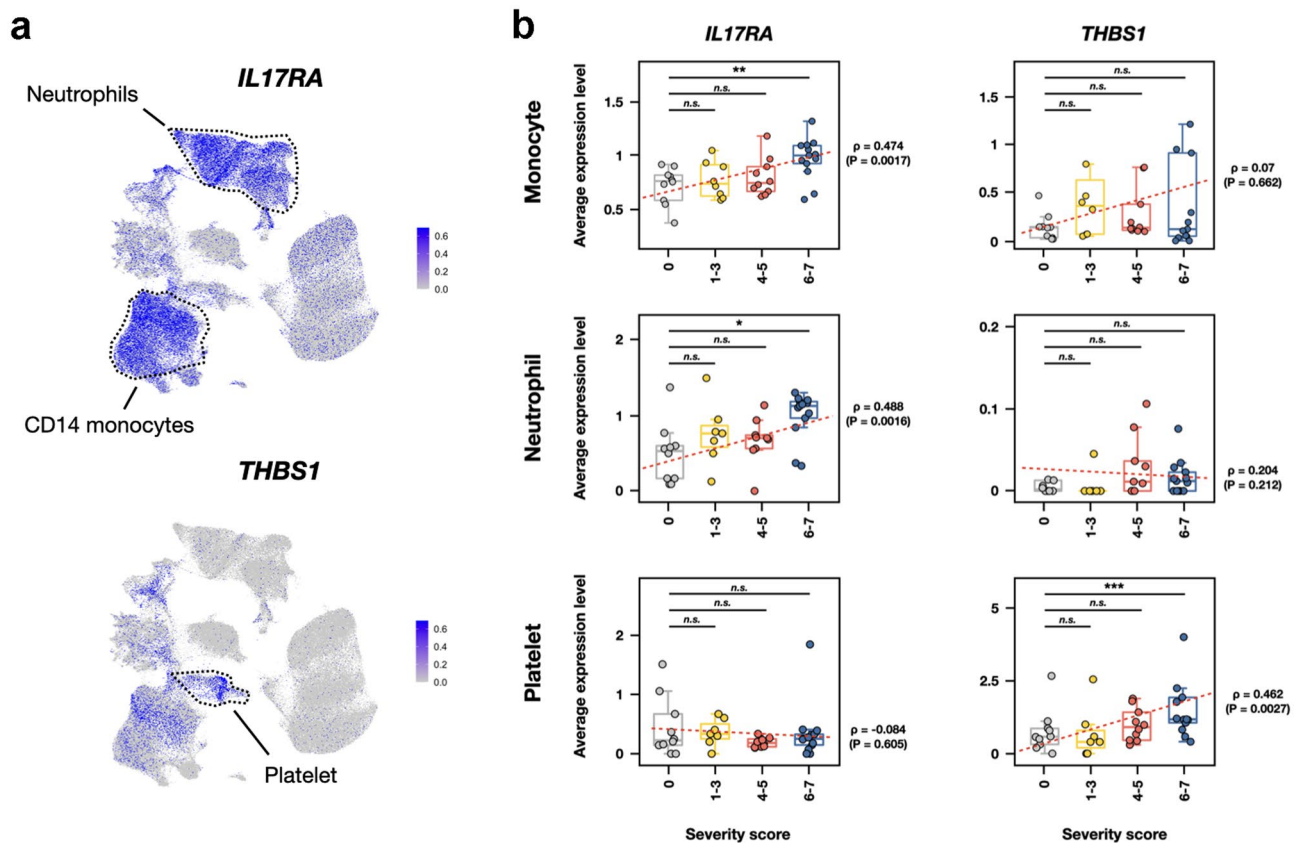 a
IL17RA
Neutrophils
0.6
0.4
0.2
0.0
CD14 monocytes
THBS1
0.6
0.4
0.2
0.0
Platelet
b
IL17RA
THBS1
Monocyte
Average expression level
1.5
1
0.5
**
n.s.
n.s.
0
1-3
4-5
6-7
ρ = 0.474
(P = 0.0017)
1.5
1
0.5
0
n.s.
n.s.
n.s.
0
1-3
4-5
6-7
ρ = 0.07
(P = 0.662)
Neutrophil
Average expression level
2
1
0
*
n.s.
n.s.
0
1-3
4-5
6-7
ρ = 0.488
(P = 0.0016)
0.2
0.1
0
n.s.
n.s.
n.s.
0
1-3
4-5
6-7
ρ = 0.204
(P = 0.212)
Platelet
Average expression level
2
1
0
n.s.
n.s.
n.s.
0
1-3
4-5
6-7
ρ = -0.084
(P = 0.605)
Severity score
5
2.5
0
***
n.s.
n.s.
0
1-3
4-5
6-7
ρ = 0.462
(P = 0.0027)
Severity score